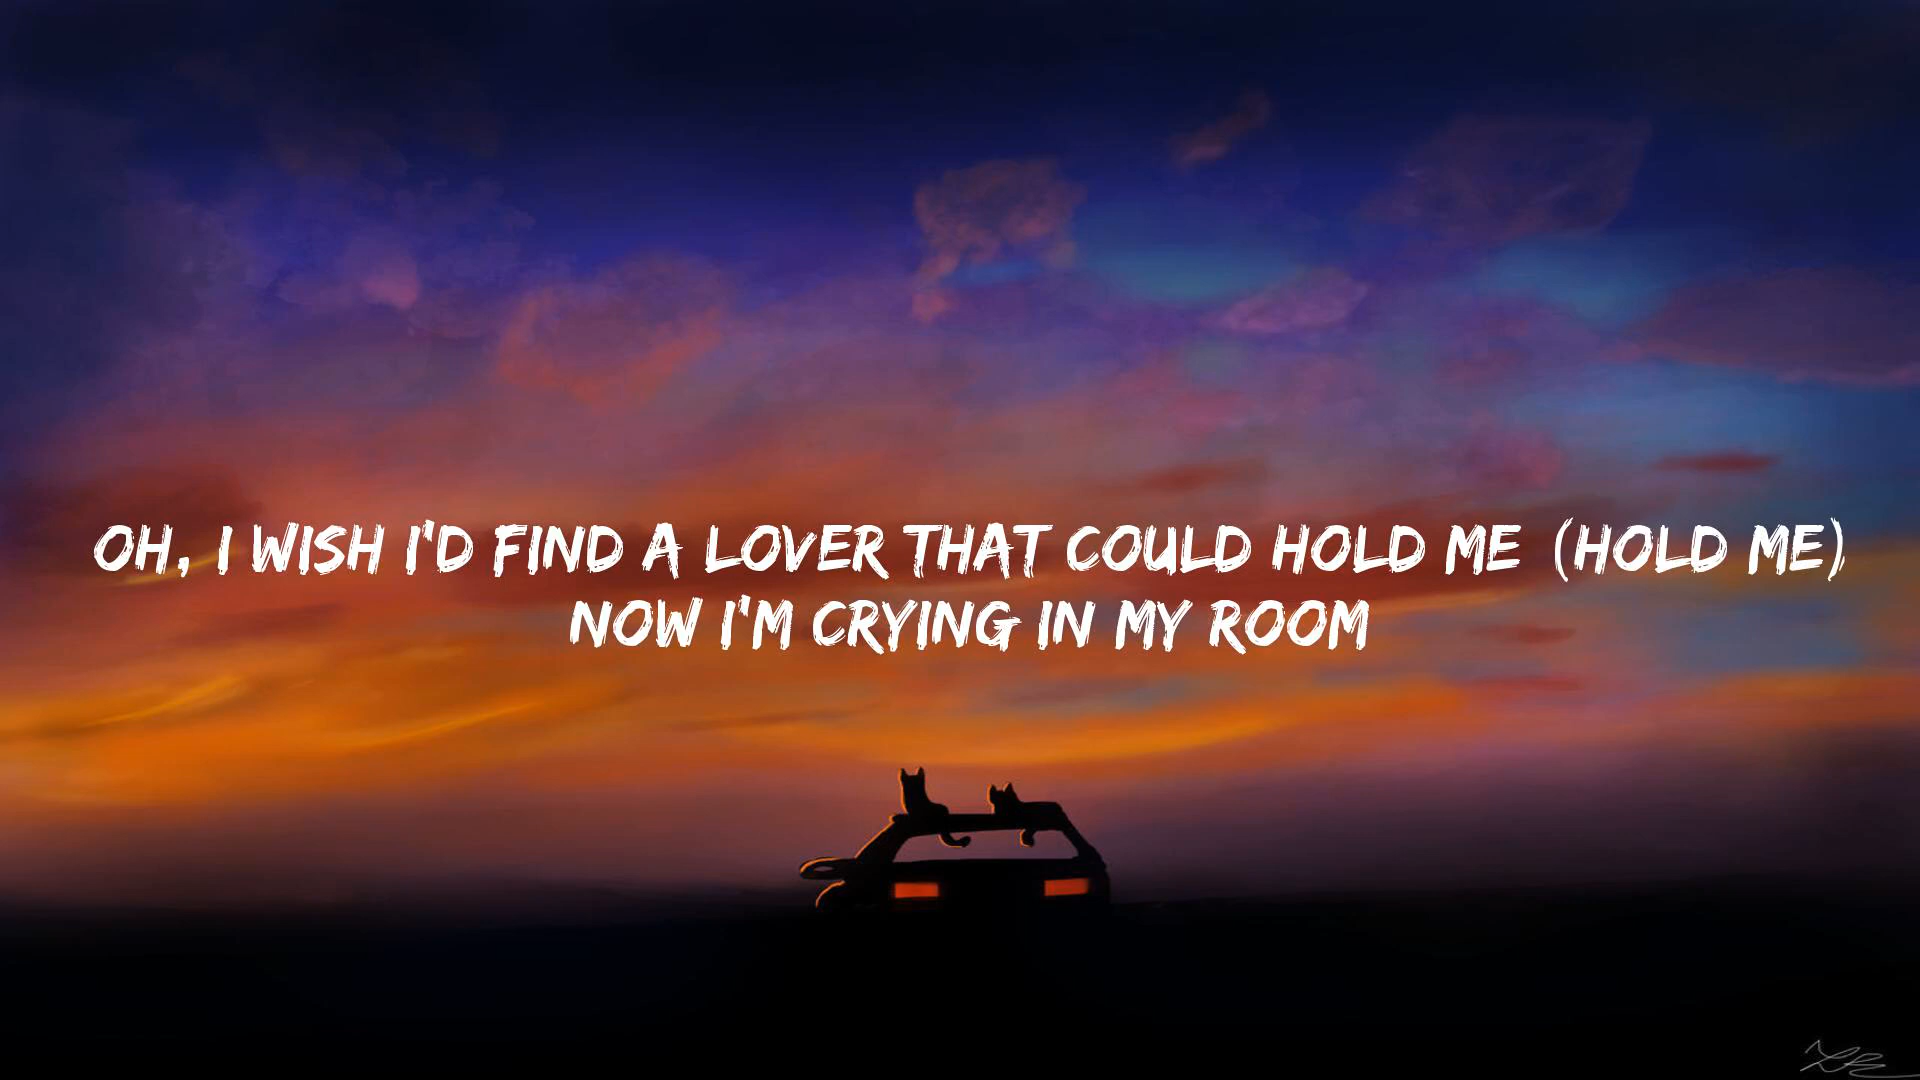 OH, I WISH I'D FIND A LOVER THAT COULD HOLD ME (HOLD ME)
NOW I'M CRYING IN MY ROOM